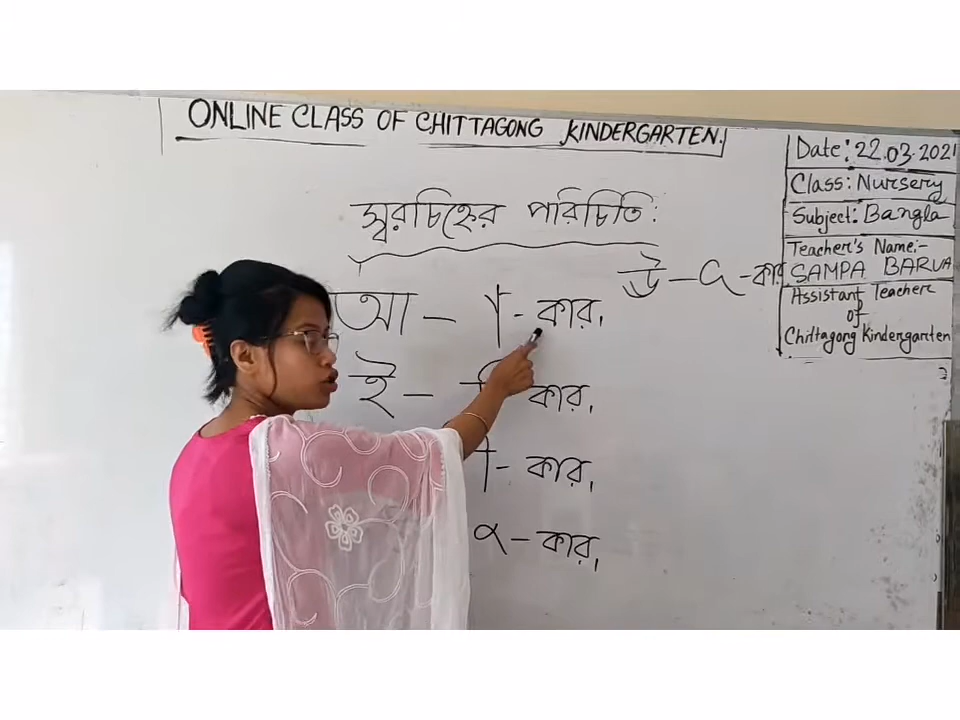 ONLINE CLASS OF CHITTAGONG KINDERGARTEN.
Date: 22.03.2021
Class: Nursery
Subject: Bangla
Teacher's Name:-
SAMPA BARUA
Assistant Teacher
of
Chittagong Kindergarten
স্বরচিহ্নের পরিচিতি:
আ – া - কার,
ই – ি কার,
ী - কার,
ু – কার,
ঊ – ূ - কার